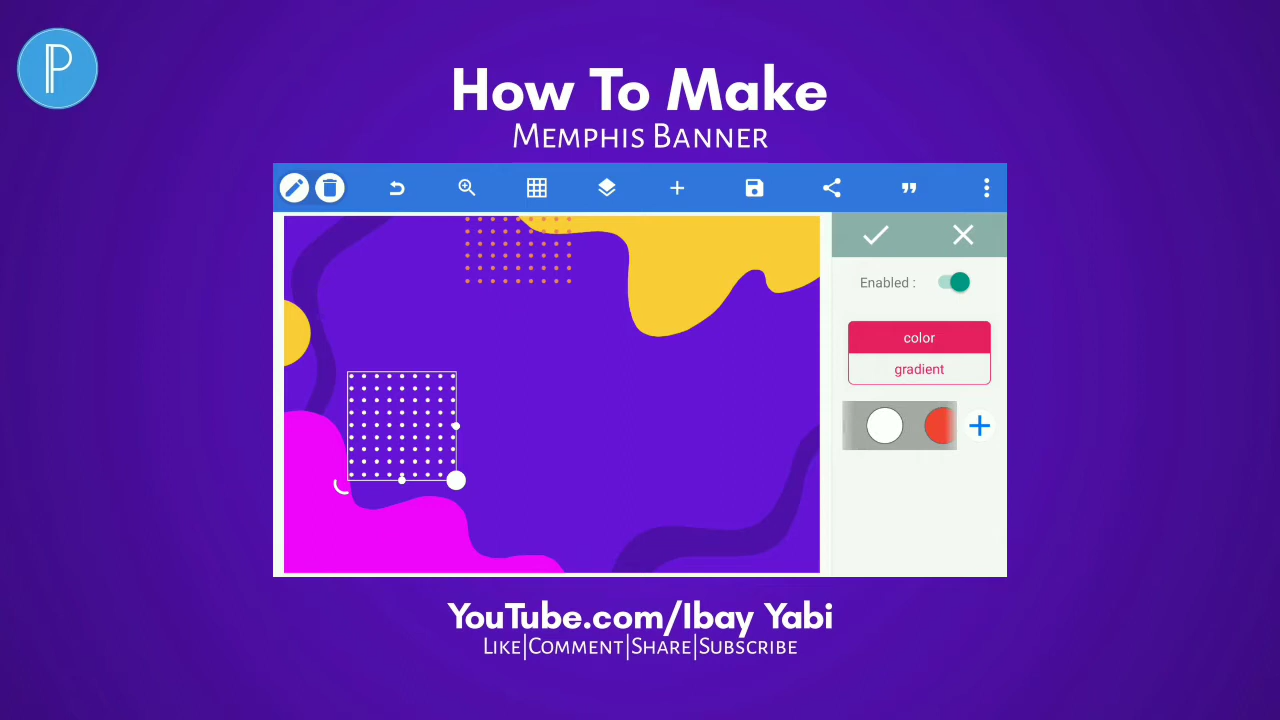 P
How To Make
Memphis Banner
Enabled :
color
gradient
YouTube.com/Ibay Yabi
Like|Comment|Share|Subscribe